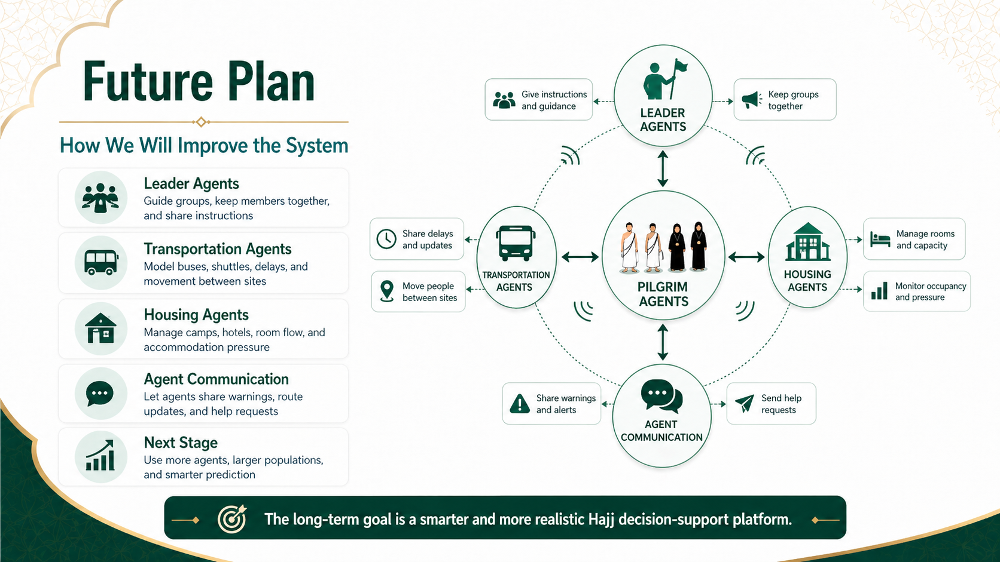 Future Plan
How We Will Improve the System
Leader Agents
Guide groups, keep members together,
and share instructions
Transportation Agents
Model buses, shuttles, delays, and
movement between sites
Housing Agents
Manage camps, hotels, room flow, and
accommodation pressure
Agent Communication
Let agents share warnings, route
updates, and help requests
Next Stage
Use more agents, larger populations,
and smarter prediction
Give instructions
and guidance
LEADER
AGENTS
Keep groups
together
Share delays
and updates
Move people
between sites
TRANSPORTATION
AGENTS
PILGRIM
AGENTS
HOUSING
AGENTS
Manage rooms
and capacity
Monitor occupancy
and pressure
Share warnings
and alerts
AGENT
COMMUNICATION
Send help
requests
The long-term goal is a smarter and more realistic Hajj decision-support platform.